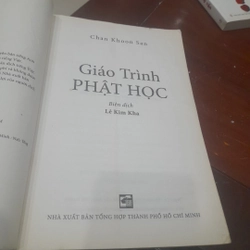 Chan Khoon San
Giáo Trình
PHẬT HỌC
Biên dịch
Lê Kim Kha
NHÀ XUẤT BẢN TỔNG HỢP THÀNH PHỐ HỒ CHÍ MINH